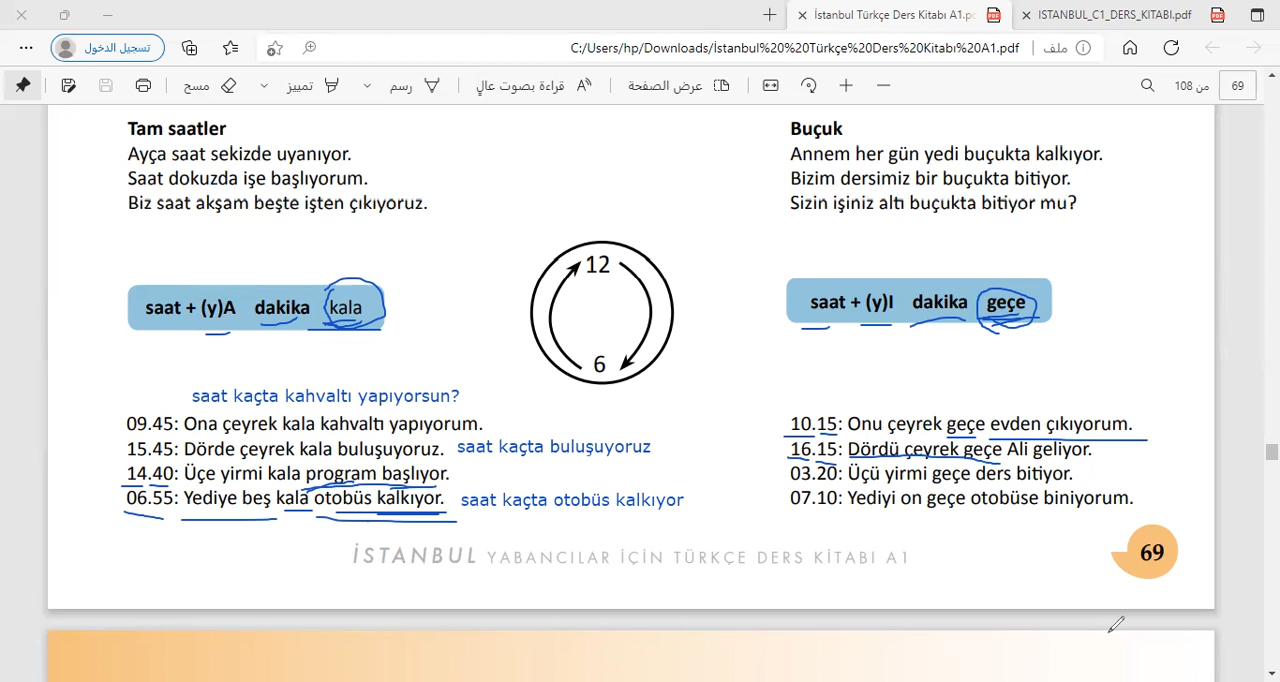 İstanbul Türkçe Ders Kitabı A1.pc
ISTANBUL_C1_DERS_KITABI.pdf
تسجيل الدخول
C:/Users/hp/Downloads/İstanbul%20%20Türkçe%20Ders%20Kitabı%20A1.pdf
ملف
مسح
تمييز
رسم
قراءة بصوت عالٍ
عرض الصفحة
من 108
69
Tam saatler
Ayça saat sekizde uyanıyor.
Saat dokuzda işe başlıyorum.
Biz saat akşam beşte işten çıkıyoruz.
Buçuk
Annem her gün yedi buçukta kalkıyor.
Bizim dersimiz bir buçukta bitiyor.
Sizin işiniz altı buçukta bitiyor mu?
saat + (y)A dakika kala
12
6
saat + (y)I dakika geçe
saat kaçta kahvaltı yapıyorsun?
09.45: Ona çeyrek kala kahvaltı yapıyorum.
15.45: Dörde çeyrek kala buluşuyoruz. saat kaçta buluşuyoruz
14.40: Üçe yirmi kala program başlıyor.
06.55: Yediye beş kala otobüs kalkıyor. saat kaçta otobüs kalkıyor
10.15: Onu çeyrek geçe evden çıkıyorum.
16.15: Dördü çeyrek geçe Ali geliyor.
03.20: Üçü yirmi geçe ders bitiyor.
07.10: Yediyi on geçe otobüse biniyorum.
İSTANBUL YABANCILAR İÇİN TÜRKÇE DERS KİTABI A1
69